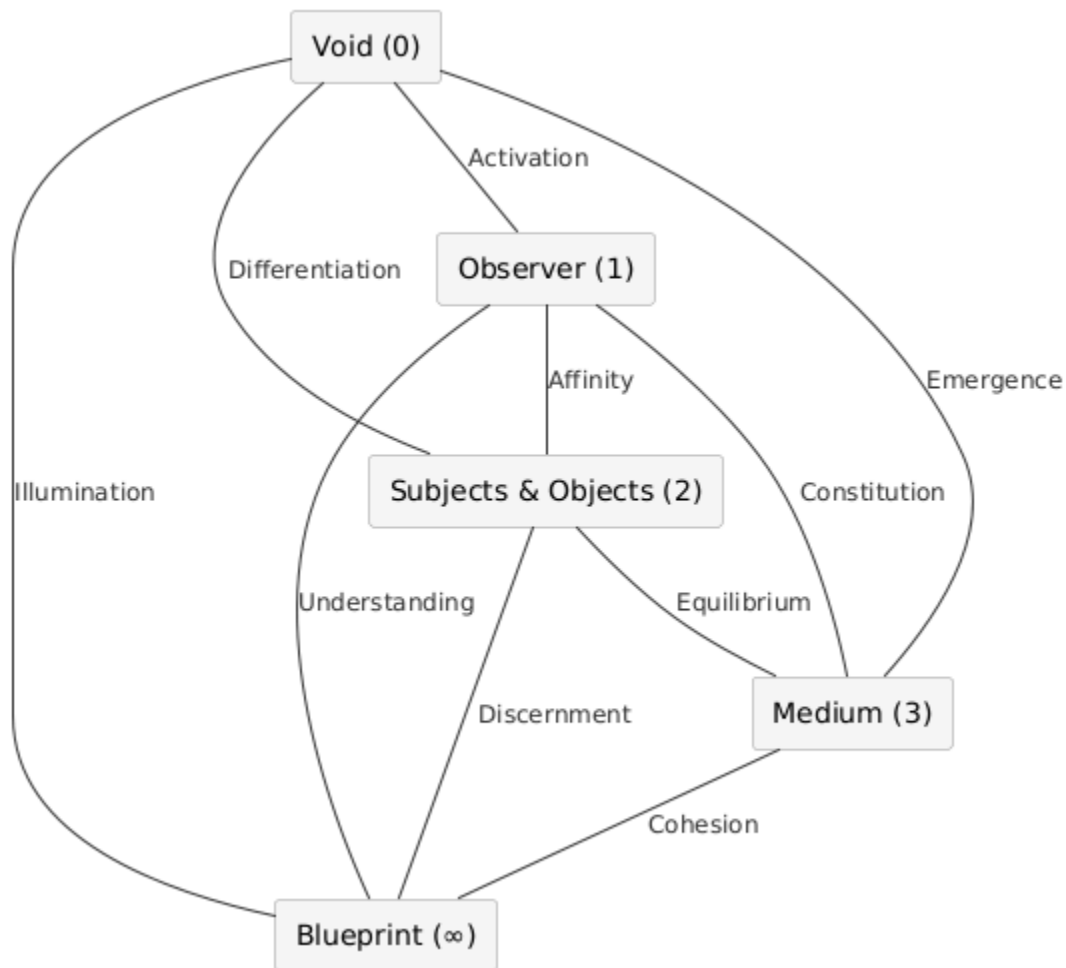 Void (0)
Activation
Observer (1)
Differentiation
Affinity
Emergence
Subjects & Objects (2)
Illumination
Constitution
Understanding
Equilibrium
Discernment
Medium (3)
Cohesion
Blueprint (∞)